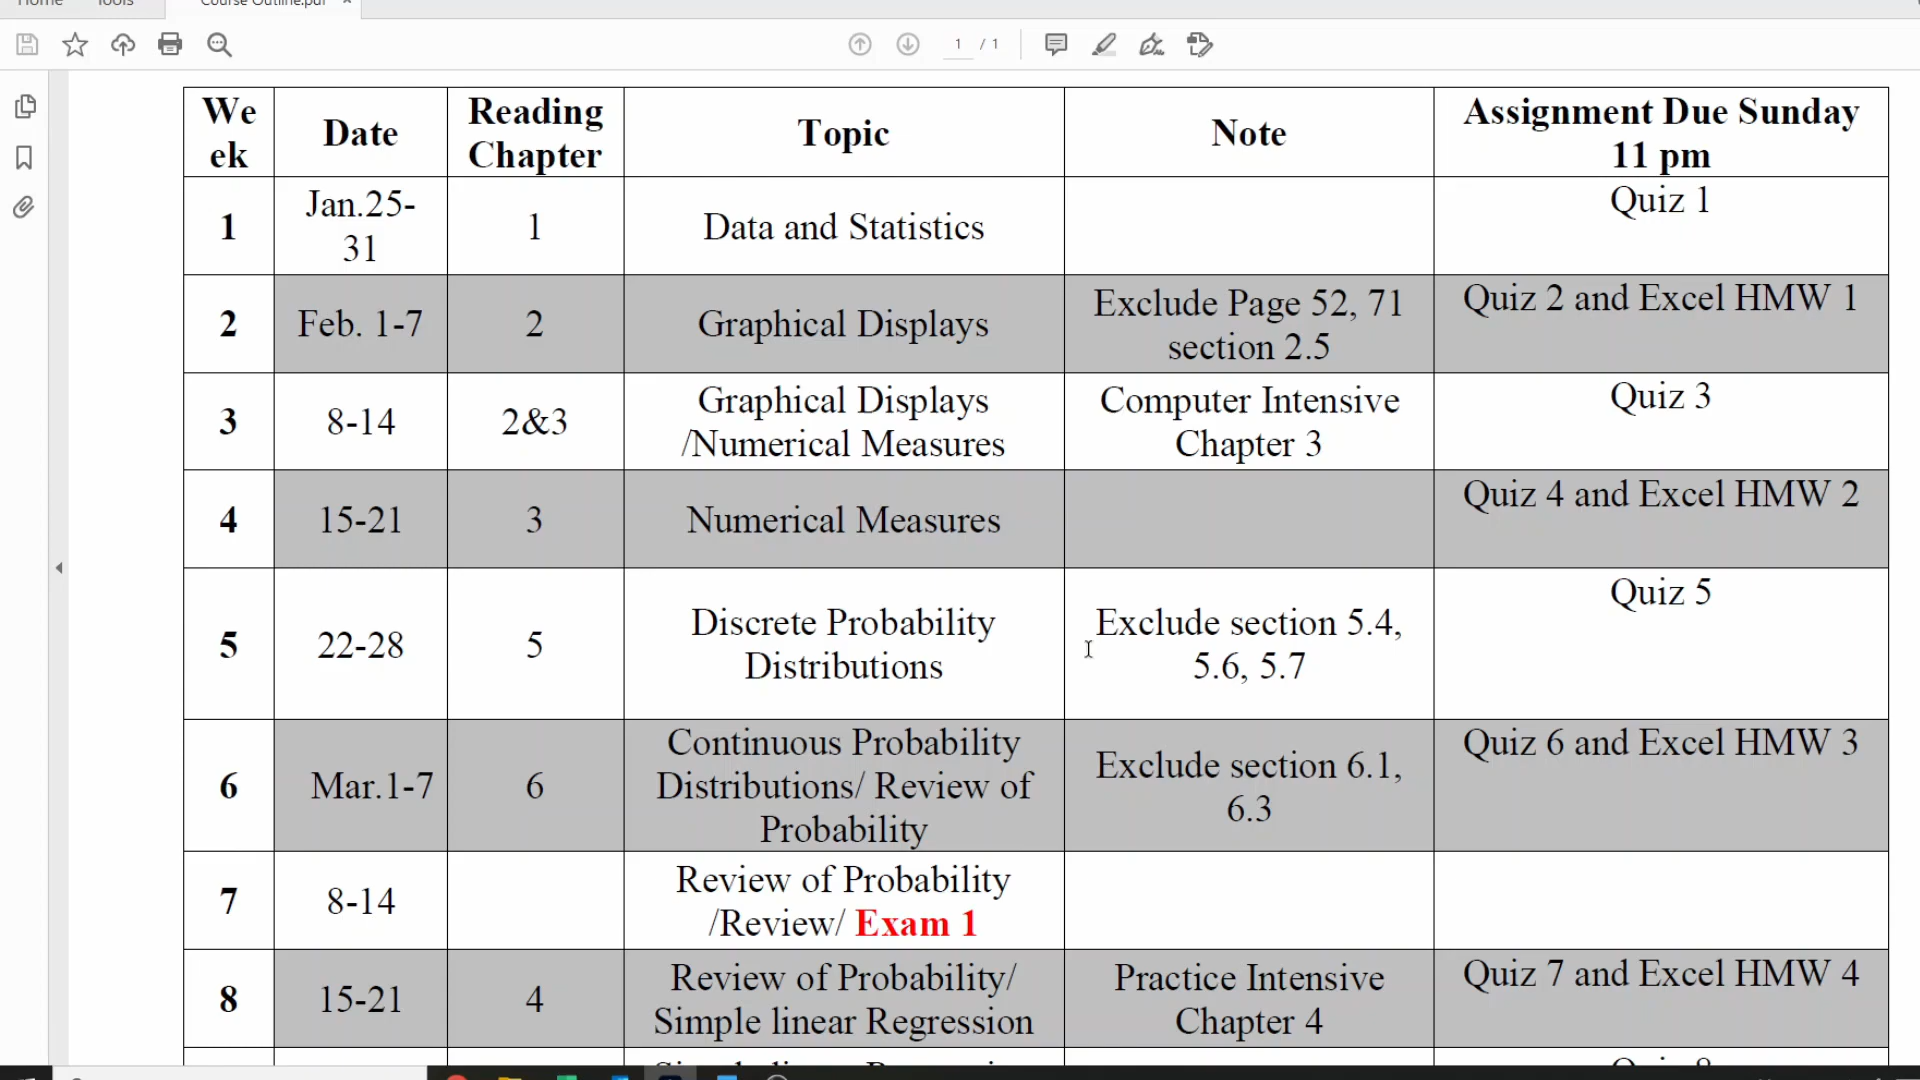 Home Tools Course Outline.pdf ×
1 / 1
We
ek
Date
Reading
Chapter
Topic
Note
Assignment Due Sunday
11 pm
1
Jan.25-
31
1
Data and Statistics
Quiz 1
2
Feb. 1-7
2
Graphical Displays
Exclude Page 52, 71
section 2.5
Quiz 2 and Excel HMW 1
3
8-14
2&3
Graphical Displays
/Numerical Measures
Computer Intensive
Chapter 3
Quiz 3
4
15-21
3
Numerical Measures
Quiz 4 and Excel HMW 2
5
22-28
5
Discrete Probability
Distributions
Exclude section 5.4,
5.6, 5.7
Quiz 5
6
Mar.1-7
6
Continuous Probability
Distributions/ Review of
Probability
Exclude section 6.1,
6.3
Quiz 6 and Excel HMW 3
7
8-14
Review of Probability
/Review/ Exam 1
8
15-21
4
Review of Probability/
Simple linear Regression
Practice Intensive
Chapter 4
Quiz 7 and Excel HMW 4